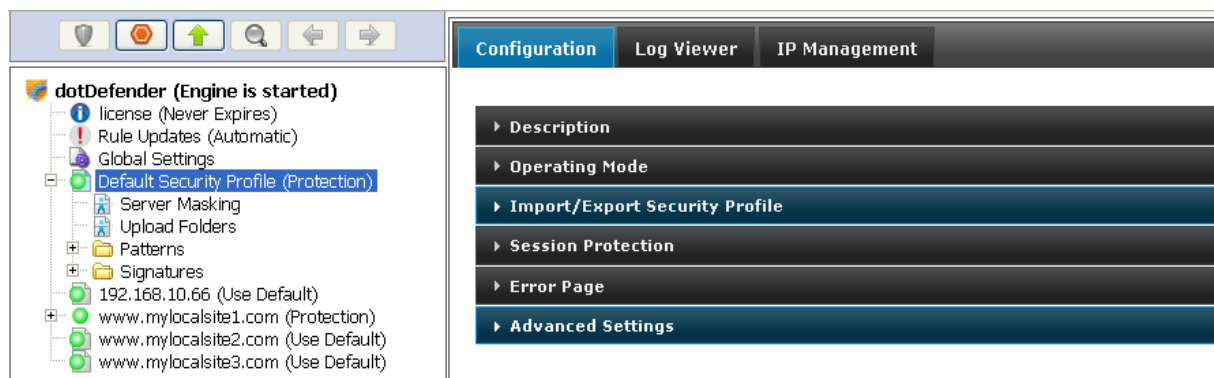 Configuration
Log Viewer
IP Management
dotDefender (Engine is started)
license (Never Expires)
Rule Updates (Automatic)
Global Settings
Default Security Profile (Protection)
Server Masking
Upload Folders
Patterns
Signatures
192.168.10.66 (Use Default)
www.mylocalsite1.com (Protection)
www.mylocalsite2.com (Use Default)
www.mylocalsite3.com (Use Default)
Description
Operating Mode
Import/Export Security Profile
Session Protection
Error Page
Advanced Settings